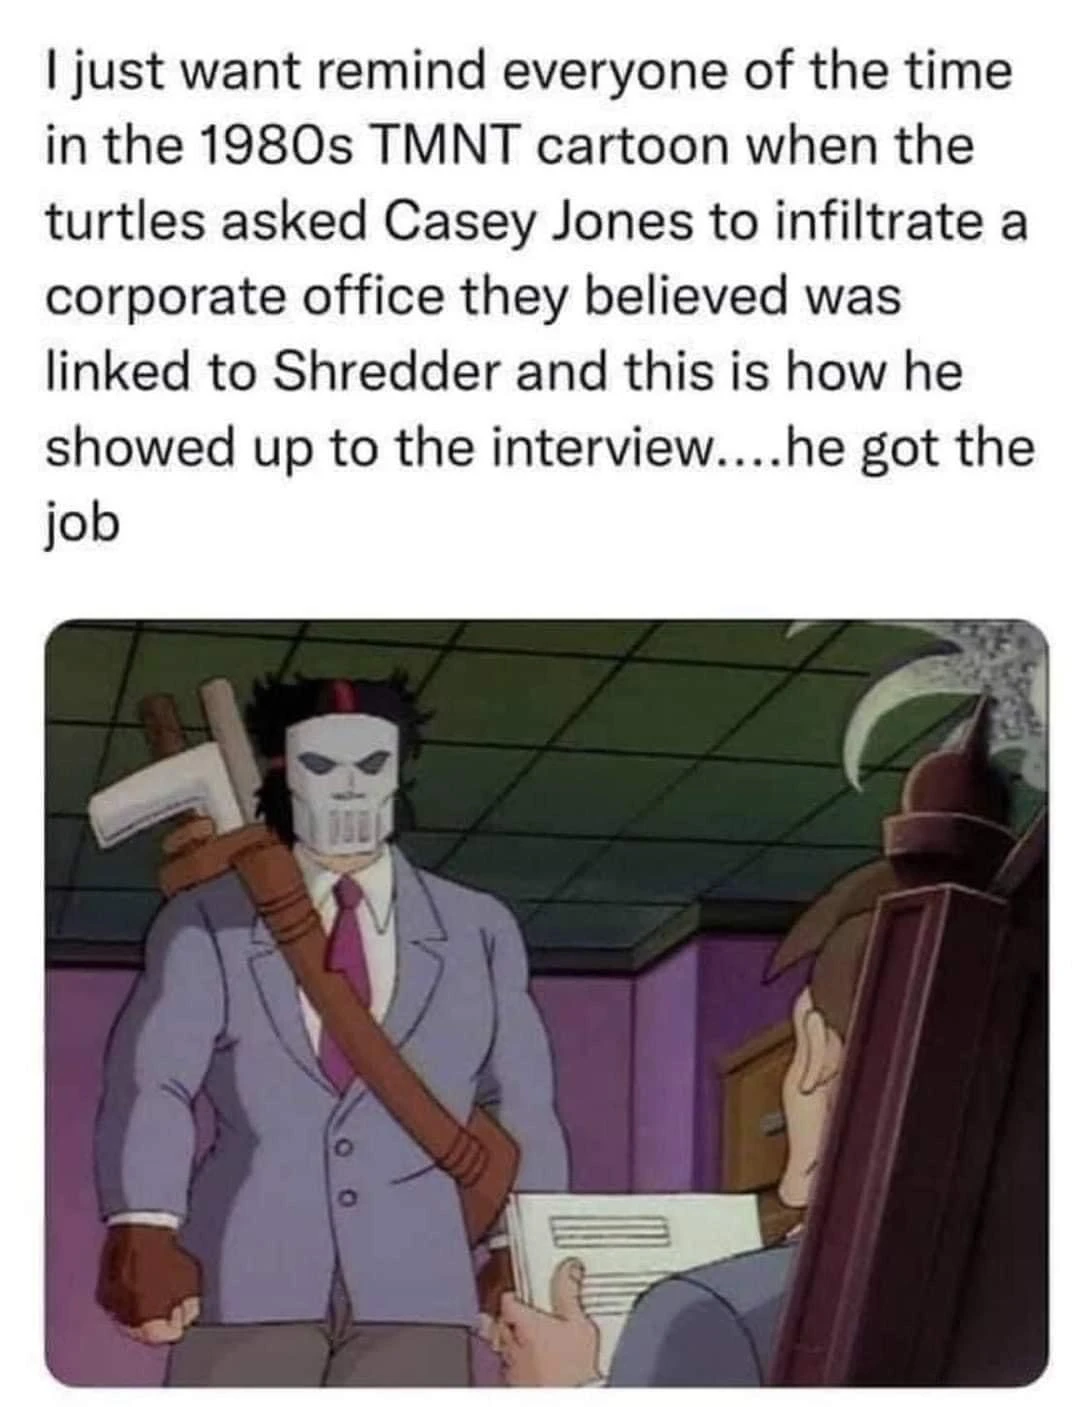 I just want remind everyone of the time
in the 1980s TMNT cartoon when the
turtles asked Casey Jones to infiltrate a
corporate office they believed was
linked to Shredder and this is how he
showed up to the interview....he got the
job